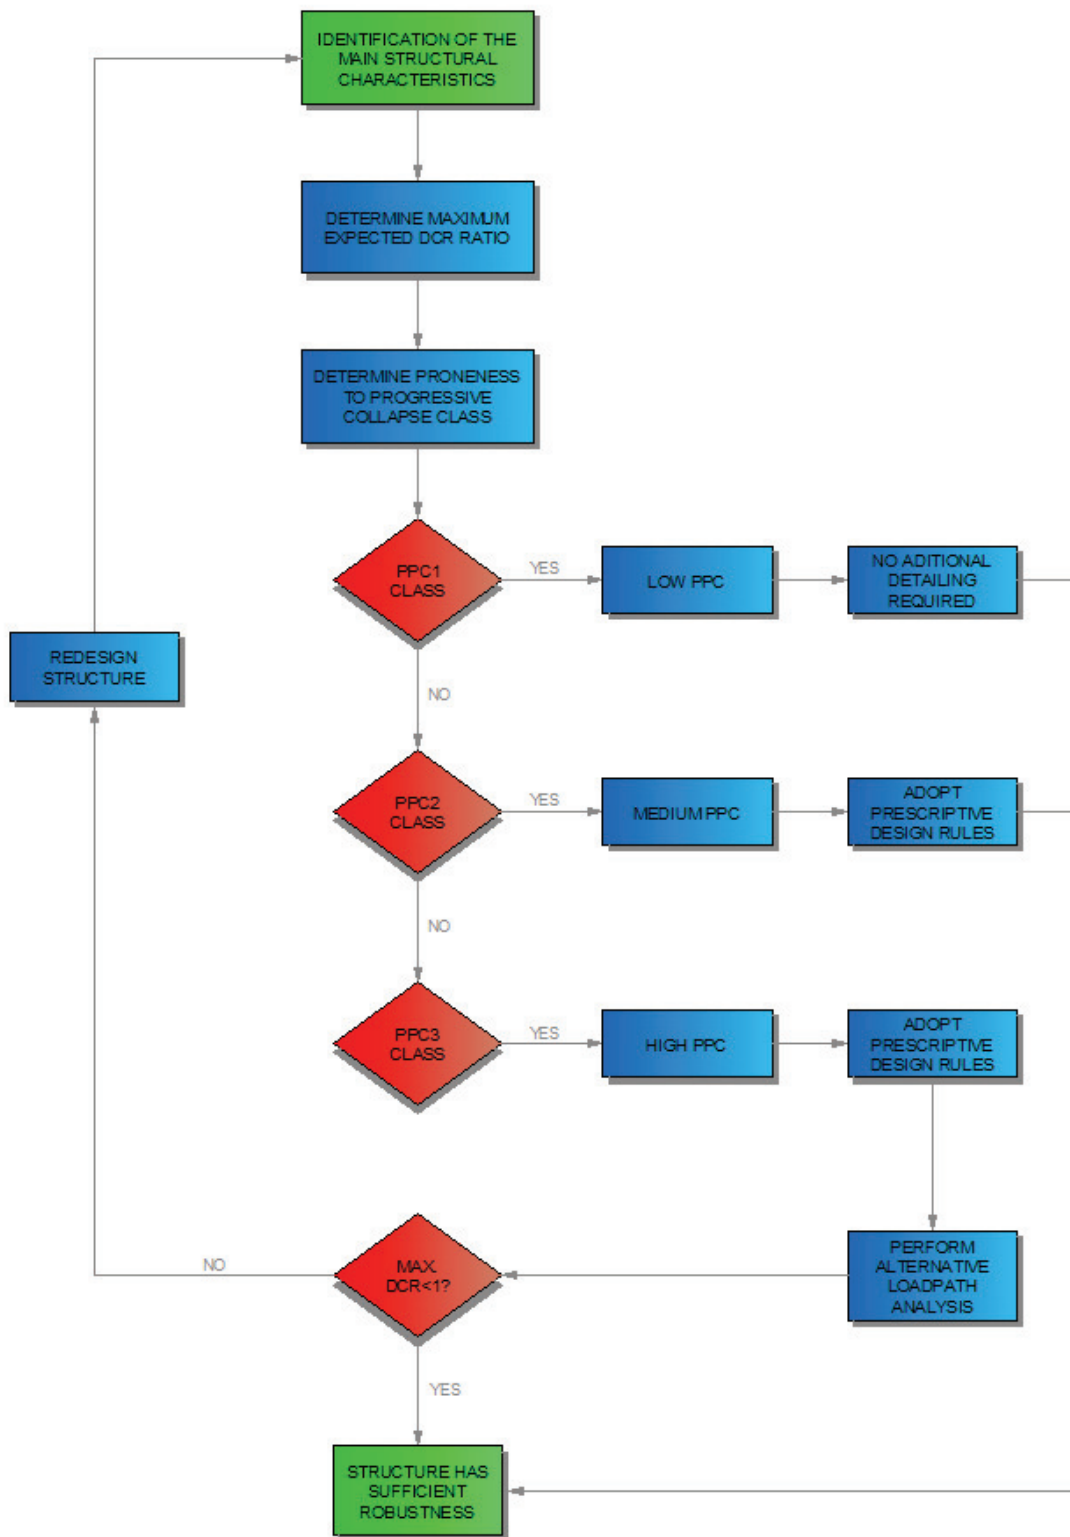 IDENTIFICATION OF THE
MAIN STRUCTURAL
CHARACTERISTICS
DETERMINE MAXIMUM
EXPECTED DCR RATIO
DETERMINE PRONENESS
TO PROGRESSIVE
COLLAPSE CLASS
PPC1
CLASS
YES
LOW PPC
NO ADITIONAL
DETAILING
REQUIRED
REDESIGN
STRUCTURE
NO
PPC2
CLASS
YES
MEDIUM PPC
ADOPT
PRESCRIPTIVE
DESIGN RULES
NO
PPC3
CLASS
YES
HIGH PPC
ADOPT
PRESCRIPTIVE
DESIGN RULES
NO
MAX.
DCR<1?
PERFORM
ALTERNATIVE
LOADPATH
ANALYSIS
YES
STRUCTURE HAS
SUFFICIENT
ROBUSTNESS